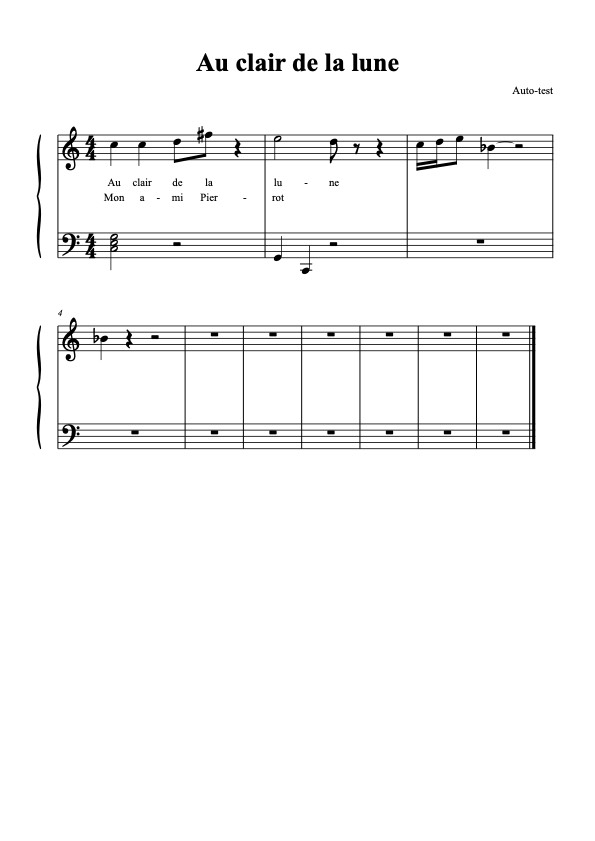 Au clair de la lune
Auto-test
Au clair de la lu - ne
Mon a - mi Pier - rot
4